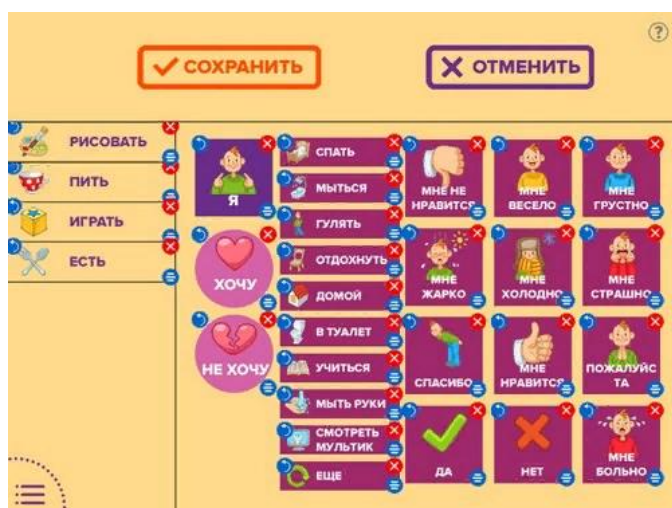 ?
СОХРАНИТЬ
ОТМЕНИТЬ
РИСОВАТЬ
ПИТЬ
ИГРАТЬ
ЕСТЬ
Я
ХОЧУ
НЕ ХОЧУ
СПАТЬ
МЫТЬСЯ
ГУЛЯТЬ
ОТДОХНУТЬ
ДОМОЙ
В ТУАЛЕТ
УЧИТЬСЯ
МЫТЬ РУКИ
СМОТРЕТЬ
МУЛЬТИК
ЕЩЕ
МНЕ НЕ
НРАВИТСЯ
МНЕ
ВЕСЕЛО
МНЕ
ГРУСТНО
МНЕ
ЖАРКО
МНЕ
ХОЛОДНО
МНЕ
СТРАШНО
СПАСИБО
МНЕ
НРАВИТСЯ
ПОЖАЛУЙС
ТА
ДА
НЕТ
МНЕ
БОЛЬНО